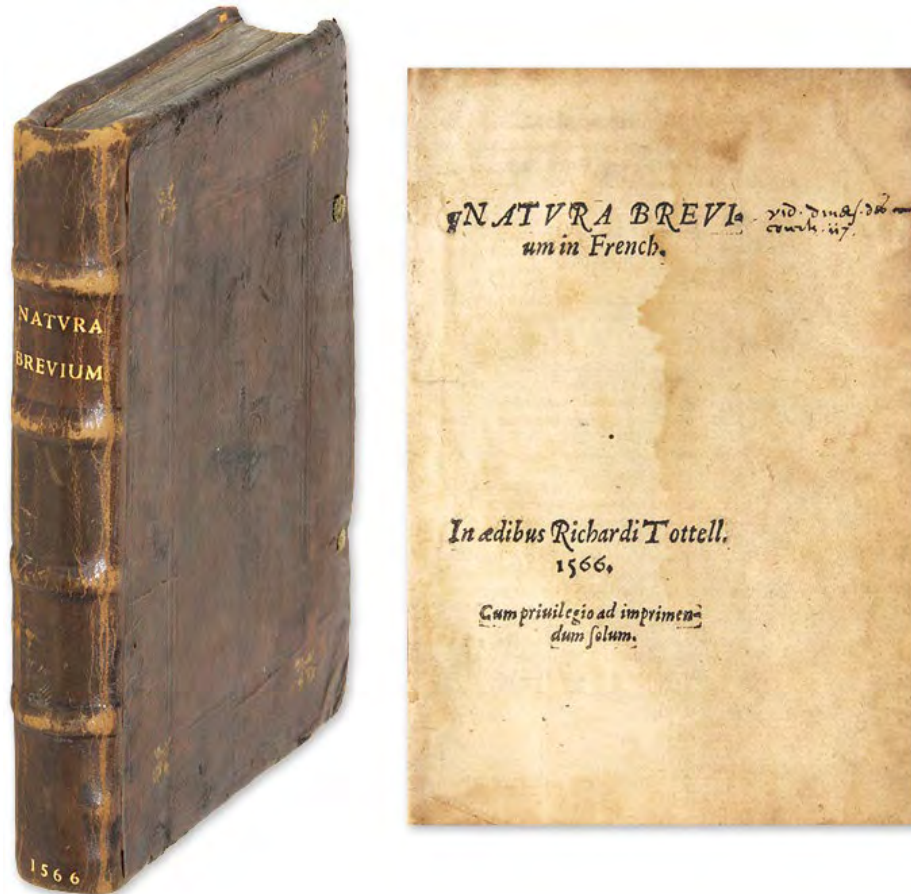 NATVRA
BREVIUM
1566
¶NATVRA BREVI=
um in French.
vid.
In ædibus Richardi Tottell.
1566.
Cum priuilegio ad imprimen=
dum ſolum.